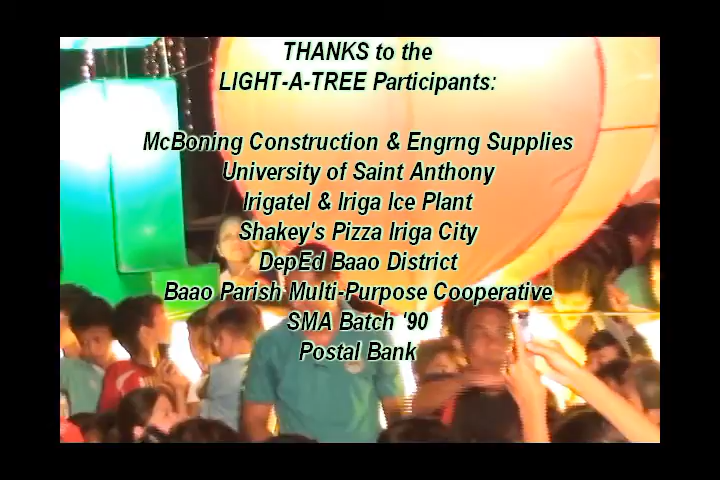 THANKS to the
LIGHT-A-TREE Participants:
McBoning Construction & Engrng Supplies
University of Saint Anthony
Irigatel & Iriga Ice Plant
Shakey's Pizza Iriga City
DepEd Baao District
Baao Parish Multi-Purpose Cooperative
SMA Batch '90
Postal Bank